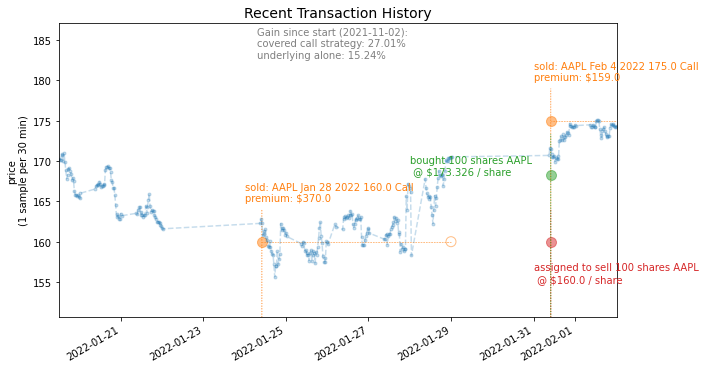 Recent Transaction History
Gain since start (2021-11-02):
covered call strategy: 27.01%
underlying alone: 15.24%
sold: AAPL Feb 4 2022 175.0 Call
premium: $159.0
bought 100 shares AAPL
@ $173.326 / share
sold: AAPL Jan 28 2022 160.0 Call
premium: $370.0
assigned to sell 100 shares AAPL
@ $160.0 / share
price
(1 sample per 30 min)
185
180
175
170
165
160
155
2022-01-21
2022-01-23
2022-01-25
2022-01-27
2022-01-29
2022-01-31
2022-02-01